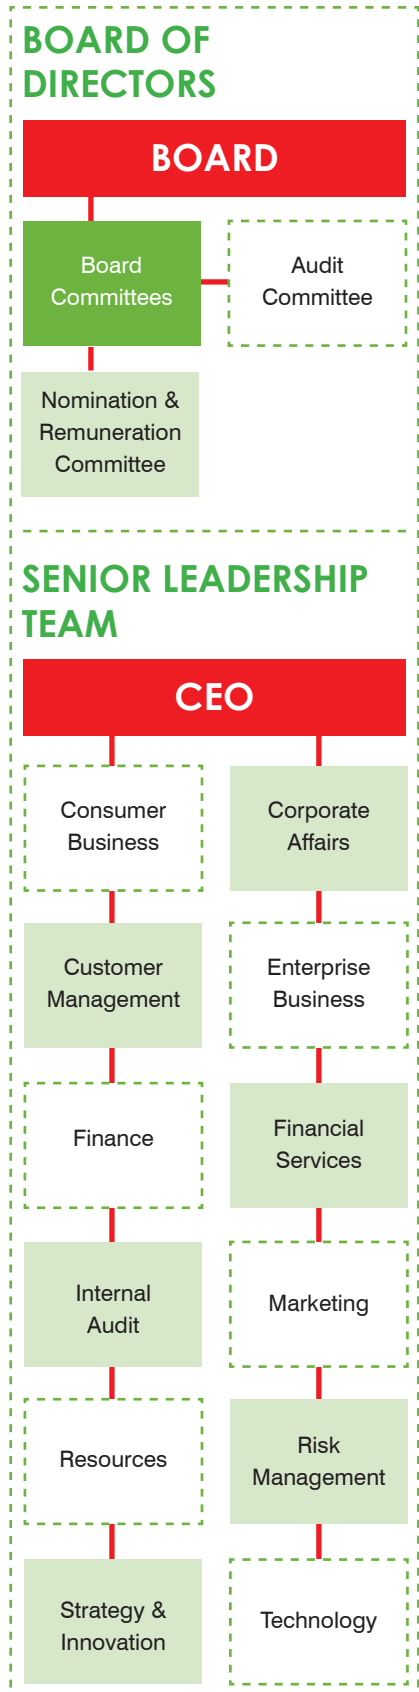 BOARD OF
DIRECTORS
BOARD
Board
Committees
Audit
Committee
Nomination &
Remuneration
Committee
SENIOR LEADERSHIP
TEAM
CEO
Consumer
Business
Corporate
Affairs
Customer
Management
Enterprise
Business
Finance
Financial
Services
Internal
Audit
Marketing
Resources
Risk
Management
Strategy &
Innovation
Technology